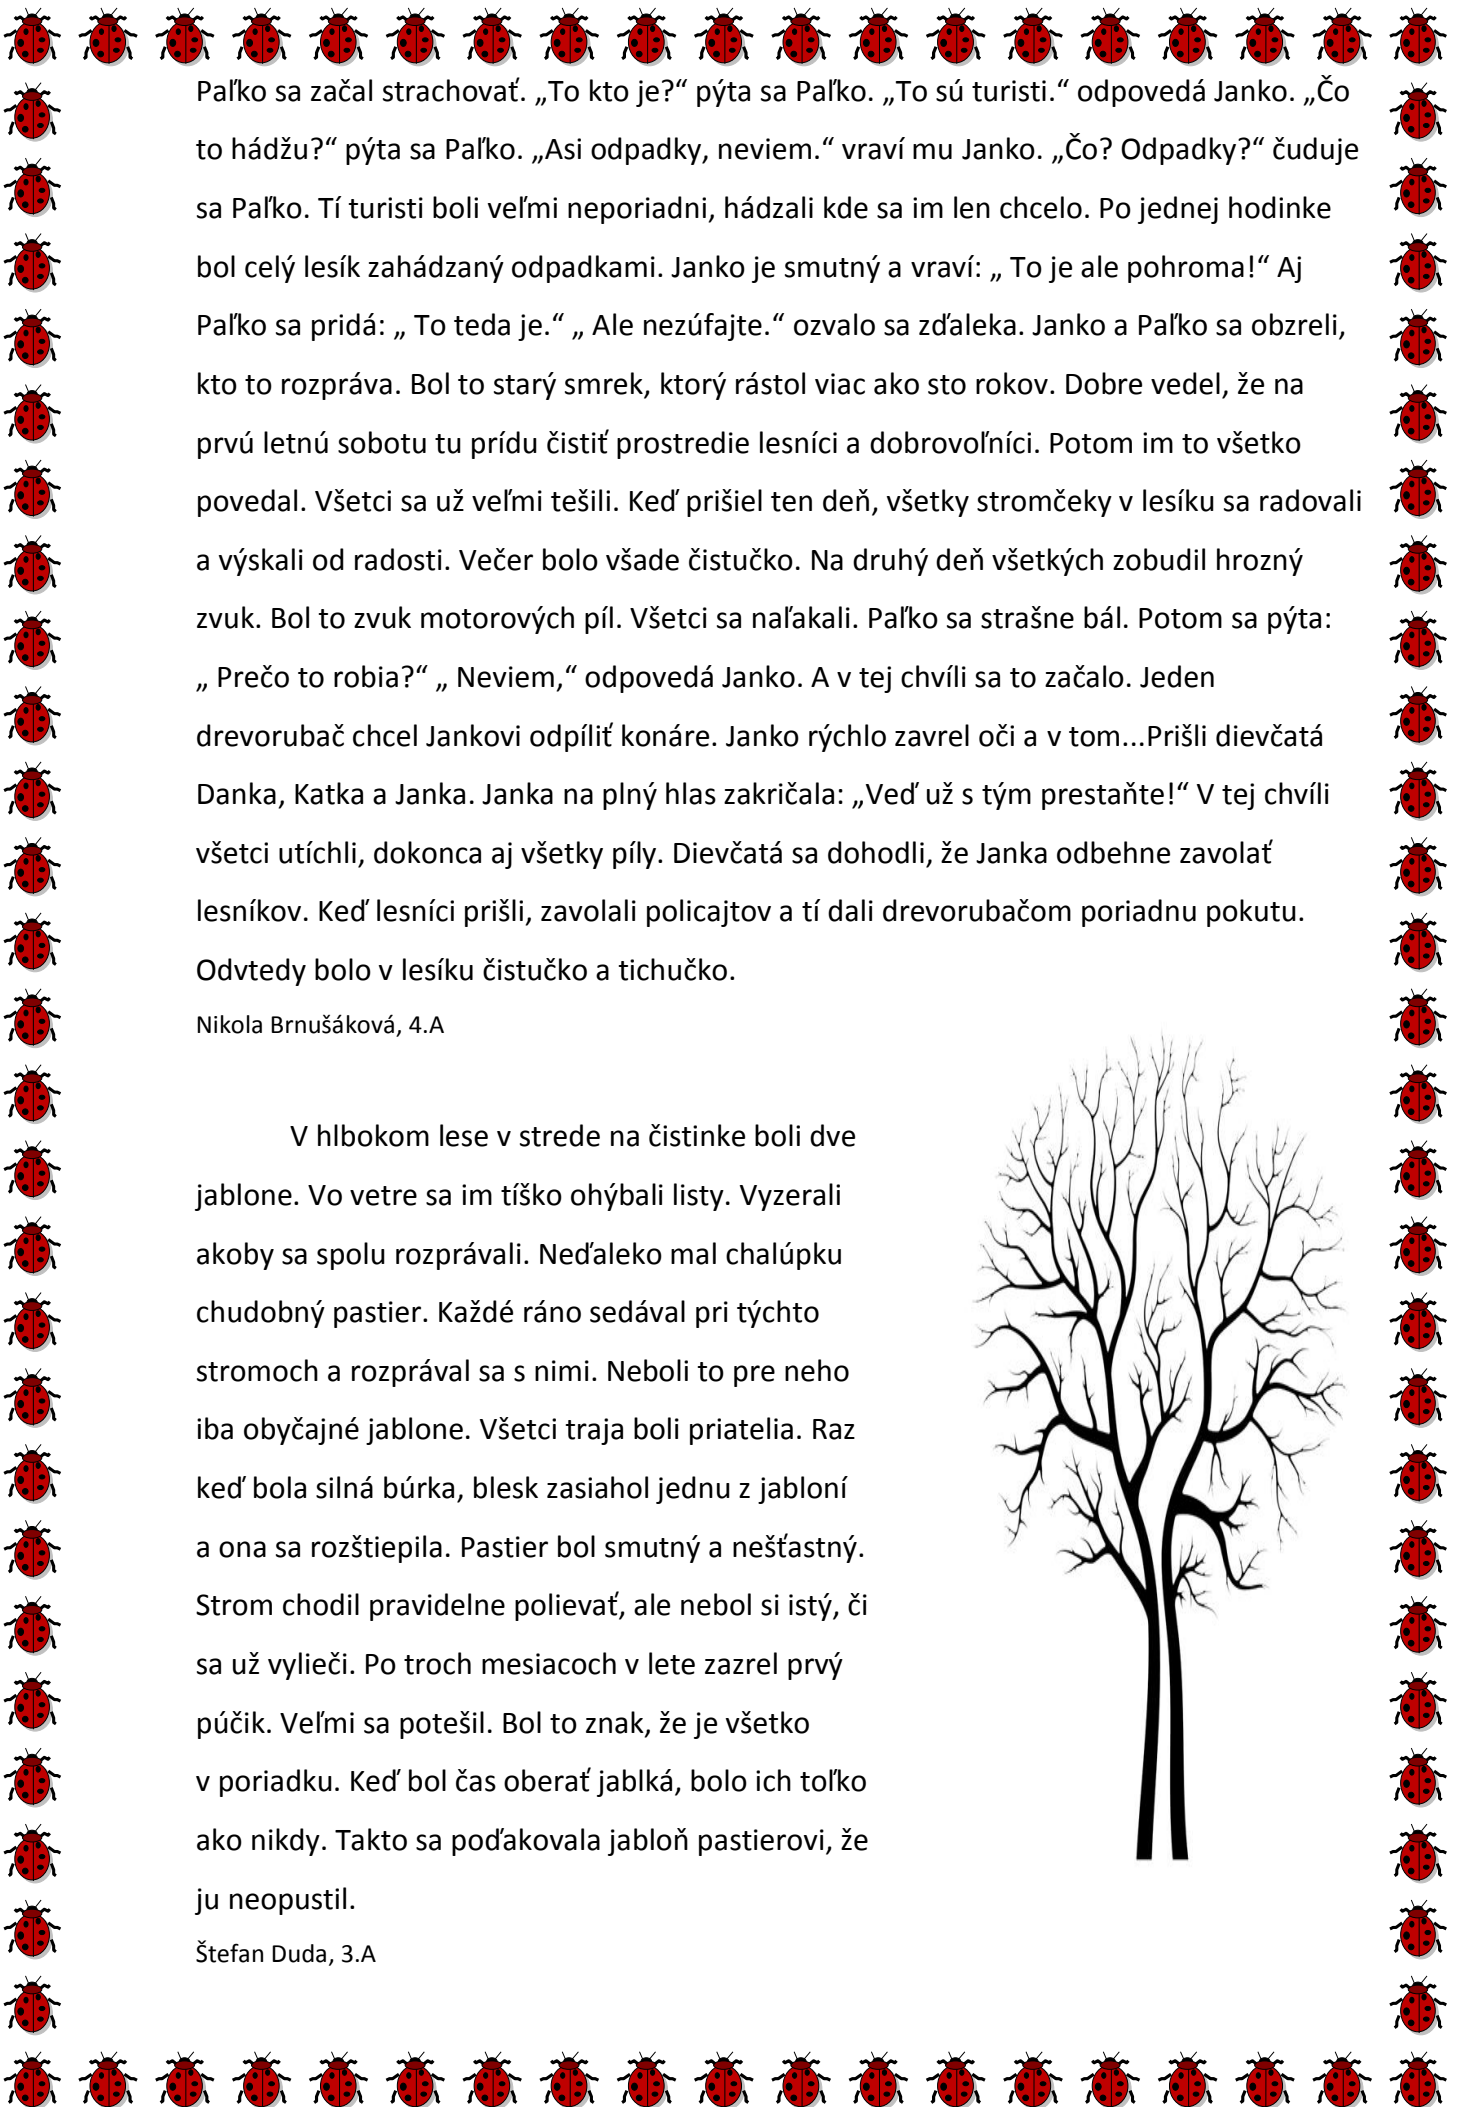 Paľko sa začal strachovať. „To kto je?“ pýta sa Paľko. „To sú turisti.“ odpovedá Janko. „Čo
to hádžu?“ pýta sa Paľko. „Asi odpadky, neviem.“ vraví mu Janko. „Čo? Odpadky?“ čuduje
sa Paľko. Tí turisti boli veľmi neporiadni, hádzali kde sa im len chcelo. Po jednej hodinke
bol celý lesík zahádzaný odpadkami. Janko je smutný a vraví: „ To je ale pohroma!“ Aj
Paľko sa pridá: „ To teda je.“ „ Ale nezúfajte.“ ozvalo sa zďaleka. Janko a Paľko sa obzreli,
kto to rozpráva. Bol to starý smrek, ktorý rástol viac ako sto rokov. Dobre vedel, že na
prvú letnú sobotu tu prídu čistiť prostredie lesníci a dobrovoľníci. Potom im to všetko
povedal. Všetci sa už veľmi tešili. Keď prišiel ten deň, všetky stromčeky v lesíku sa radovali
a výskali od radosti. Večer bolo všade čistučko. Na druhý deň všetkých zobudil hrozný
zvuk. Bol to zvuk motorových píl. Všetci sa naľakali. Paľko sa strašne bál. Potom sa pýta:
„ Prečo to robia?“ „ Neviem,“ odpovedá Janko. A v tej chvíli sa to začalo. Jeden
drevorubač chcel Jankovi odpíliť konáre. Janko rýchlo zavrel oči a v tom...Prišli dievčatá
Danka, Katka a Janka. Janka na plný hlas zakričala: „Veď už s tým prestaňte!“ V tej chvíli
všetci utíchli, dokonca aj všetky píly. Dievčatá sa dohodli, že Janka odbehne zavolať
lesníkov. Keď lesníci prišli, zavolali policajtov a tí dali drevorubačom poriadnu pokutu.
Odvtedy bolo v lesíku čistučko a tichučko.
Nikola Brnušáková, 4.A
V hlbokom lese v strede na čistinke boli dve
jablone. Vo vetre sa im tíško ohýbali listy. Vyzerali
akoby sa spolu rozprávali. Neďaleko mal chalúpku
chudobný pastier. Každé ráno sedával pri týchto
stromoch a rozprával sa s nimi. Neboli to pre neho
iba obyčajné jablone. Všetci traja boli priatelia. Raz
keď bola silná búrka, blesk zasiahol jednu z jabloní
a ona sa rozštiepila. Pastier bol smutný a nešťastný.
Strom chodil pravidelne polievať, ale nebol si istý, či
sa už vylieči. Po troch mesiacoch v lete zazrel prvý
púčik. Veľmi sa potešil. Bol to znak, že je všetko
v poriadku. Keď bol čas oberať jablká, bolo ich toľko
ako nikdy. Takto sa poďakovala jabloň pastierovi, že
ju neopustil.
Štefan Duda, 3.A